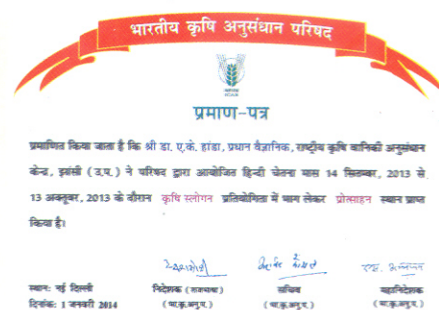 भारतीय कृषि अनुसंधान परिषद
प्रमाण-पत्र
प्रमाणित किया जाता है कि श्री डा. ए.के. हांडा, प्रधान वैज्ञानिक, राष्ट्रीय कृषि वानिकी अनुसंधान
केन्द्र, झांसी (उ.प.) ने परिषद द्वारा आयोजित हिन्दी चेतना मास 14 सितम्बर, 2013 से
13 अक्तूबर, 2013 के दौरान कृषि स्लोगन प्रतियोगिता में भाग लेकर प्रोत्साहन स्थान प्राप्त
किया है।
स्थान: नई दिल्ली निदेशक (राजभाषा) सचिव महानिदेशक
दिनांक: 1 जनवरी 2014 (भा.कृ.अनु.प.) (भा.कृ.अनु.प.) (भा.कृ.अनु.प.)